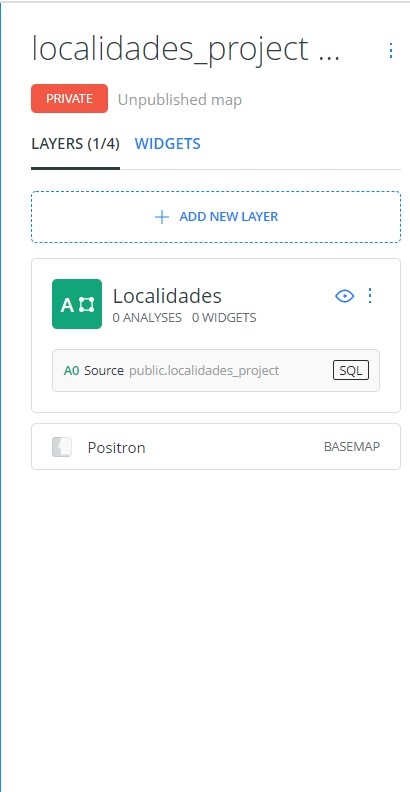 localidades_project ...
PRIVATE Unpublished map
LAYERS (1/4) WIDGETS
ADD NEW LAYER
A Localidades
0 ANALYSES 0 WIDGETS
A0 Source public.localidades_project SQL
Positron BASEMAP